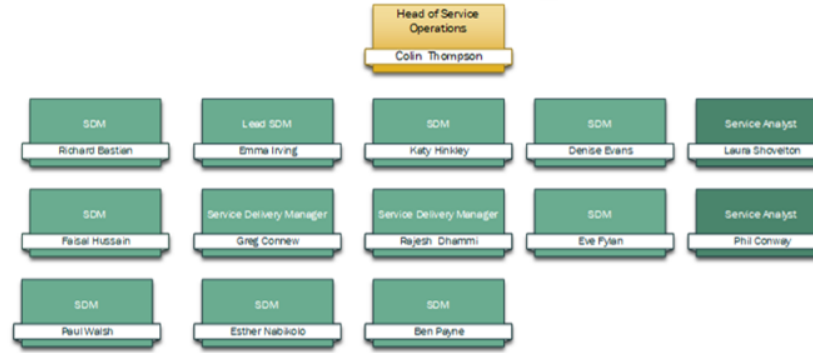 Head of Service
Operations
Colin Thompson
SDM
Richard Bastian
Lead SDM
Emma Irving
SDM
Katy Hinkley
SDM
Denise Evans
Service Analyst
Laura Shovelton
SDM
Faisal Hussain
Service Delivery Manager
Greg Connew
Service Delivery Manager
Rajesh Dhammi
SDM
Eve Fylan
Service Analyst
Phil Conway
SDM
Paul Walsh
SDM
Esther Nabikolo
SDM
Ben Payne